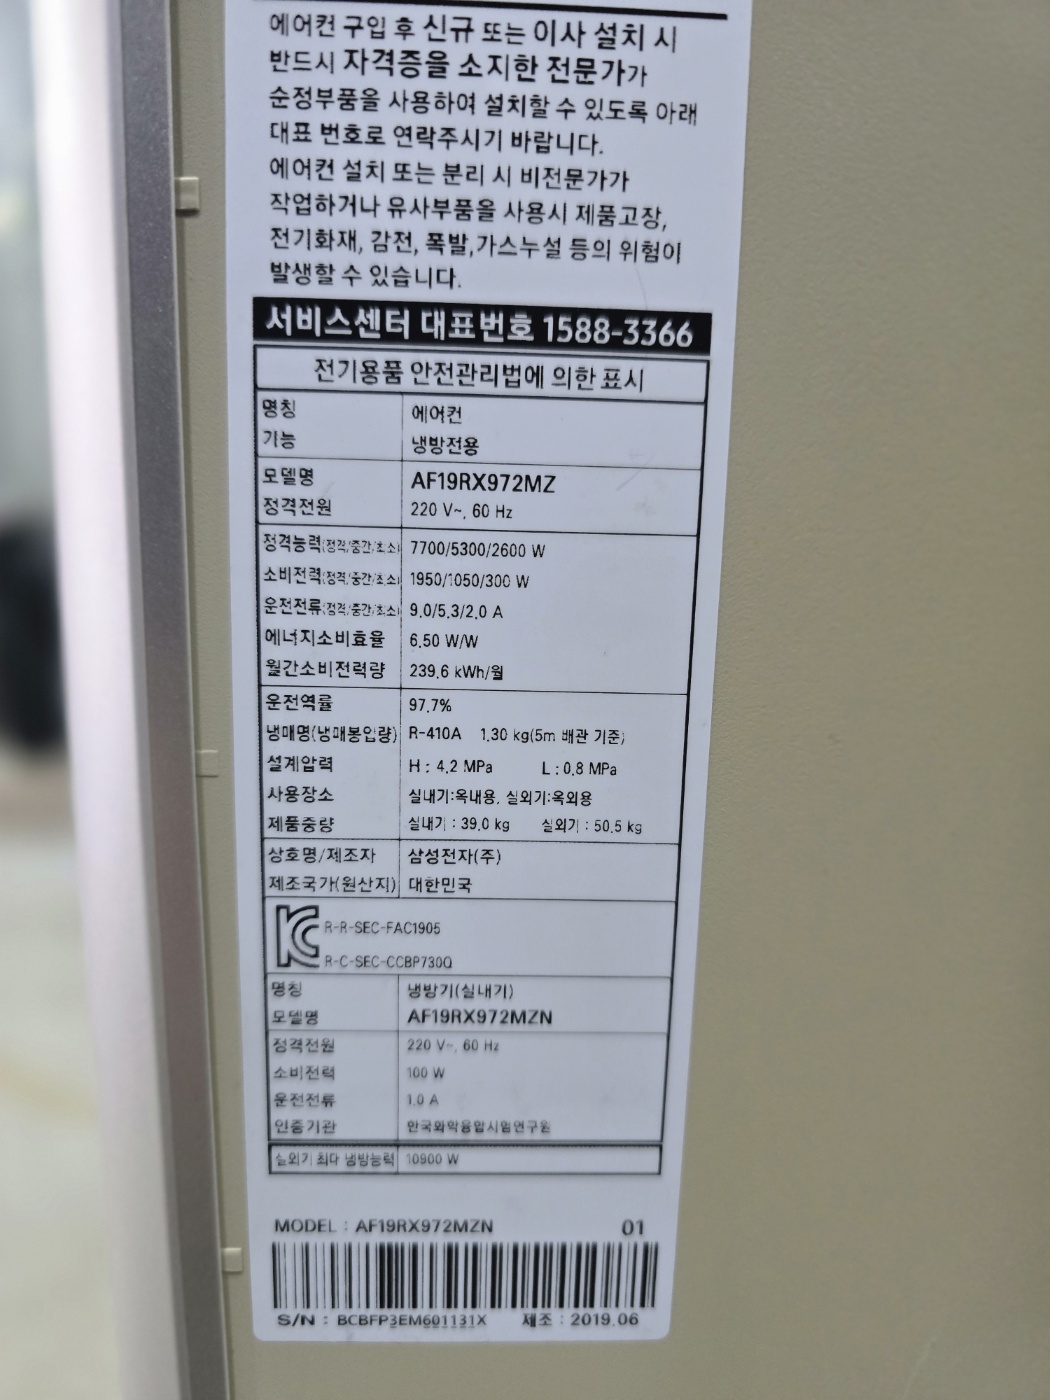 에어컨 구입 후 신규 또는 이사 설치 시
반드시 자격증을 소지한 전문가가
순정부품을 사용하여 설치할 수 있도록 아래
대표 번호로 연락주시기 바랍니다.
에어컨 설치 또는 분리 시 비전문가가
작업하거나 유사부품을 사용시 제품고장,
전기화재, 감전, 폭발,가스누설 등의 위험이
발생할 수 있습니다.
서비스센터 대표번호 1588-3366
전기용품 안전관리법에 의한 표시
명칭 에어컨
기능 냉방전용
모델명 AF19RX972MZ
정격전원 220 V~, 60 Hz
정격능력(정격/중간/최소) 7700/5300/2600 W
소비전력(정격/중간/최소) 1950/1050/300 W
운전전류(정격/중간/최소) 9.0/5.3/2.0 A
에너지소비효율 6.50 W/W
월간소비전력량 239.6 kWh/월
운전역률 97.7%
냉매명(냉매봉입량) R-410A 1.30 kg(5m 배관 기준)
설계압력 H : 4.2 MPa L : 0.8 MPa
사용장소 실내기:옥내용, 실외기:옥외용
제품중량 실내기 : 39.0 kg 실외기 : 50.5 kg
상호명/제조자 삼성전자(주)
제조국가(원산지) 대한민국
R-R-SEC-FAC1905
R-C-SEC-CCBP730Q
명칭 냉방기(실내기)
모델명 AF19RX972MZN
정격전원 220 V~, 60 Hz
소비전력 100 W
운전전류 1.0 A
인증기관 한국화학융합시험연구원
실외기 최대 냉방능력 10900 W
MODEL : AF19RX972MZN 01
S/N : BCBFP3EM601131X 제조 : 2019.06